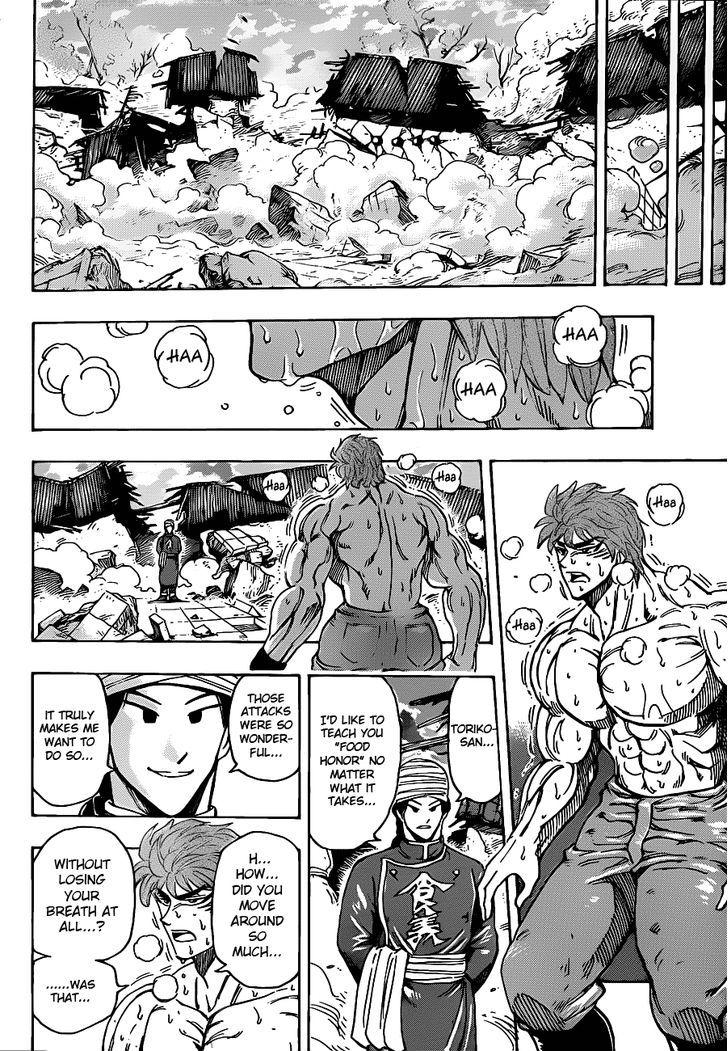 HAA
HAA
HAA
HAA
HAA
HAA
HAA
TORIKO-
SAN...
I'D LIKE TO
TEACH YOU
"FOOD
HONOR" NO
MATTER
WHAT IT
TAKES...
THOSE
ATTACKS
WERE SO
WONDER-
FUL...
IT TRULY
MAKES ME
WANT TO
DO SO...
食義
H...
HOW...
DID YOU
MOVE
AROUND
SO
MUCH...
WITHOUT
LOSING
YOUR
BREATH AT
ALL...?
......WAS
THAT...